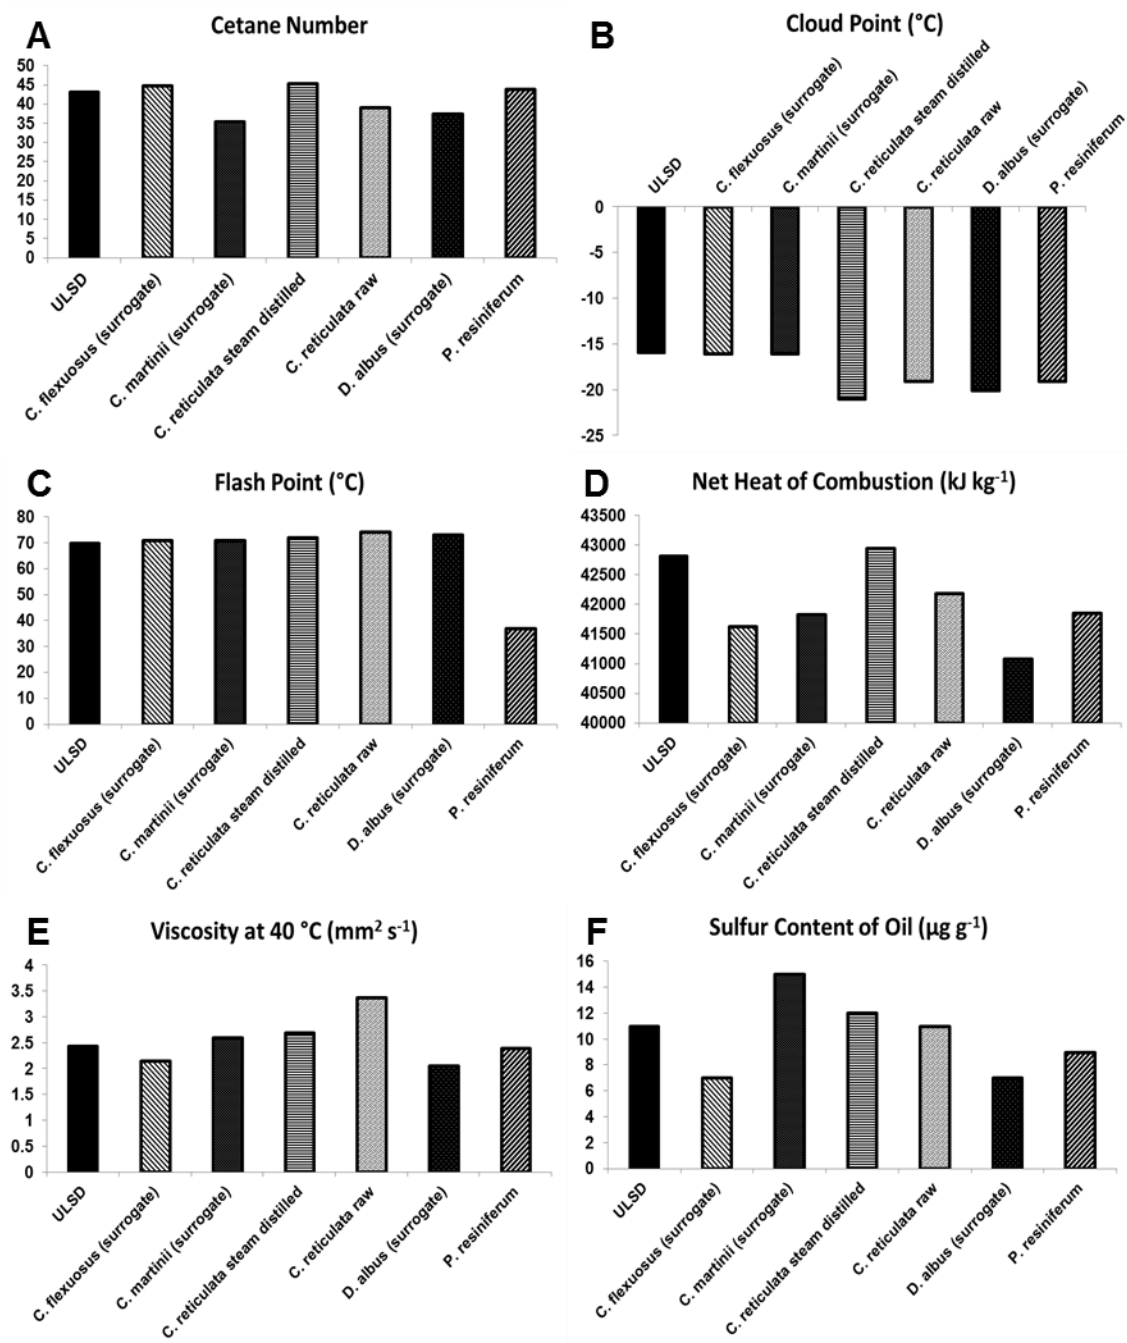 A
Cetane Number
50
45
40
35
30
25
20
15
10
5
0
ULSD
C. flexuosus (surrogate)
C. martinii (surrogate)
C. reticulata steam distilled
C. reticulata raw
D. albus (surrogate)
P. resiniferum
B
Cloud Point (°C)
ULSD
C. flexuosus (surrogate)
C. martinii (surrogate)
C. reticulata steam distilled
C. reticulata raw
D. albus (surrogate)
P. resiniferum
0
-5
-10
-15
-20
-25
C
Flash Point (°C)
80
70
60
50
40
30
20
10
0
ULSD
C. flexuosus (surrogate)
C. martinii (surrogate)
C. reticulata steam distilled
C. reticulata raw
D. albus (surrogate)
P. resiniferum
D
Net Heat of Combustion (kJ kg⁻¹)
43500
43000
42500
42000
41500
41000
40500
40000
ULSD
C. flexuosus (surrogate)
C. martinii (surrogate)
C. reticulata steam distilled
C. reticulata raw
D. albus (surrogate)
P. resiniferum
E
Viscosity at 40 °C (mm² s⁻¹)
4
3.5
3
2.5
2
1.5
1
0.5
0
ULSD
C. flexuosus (surrogate)
C. martinii (surrogate)
C. reticulata steam distilled
C. reticulata raw
D. albus (surrogate)
P. resiniferum
F
Sulfur Content of Oil (µg g⁻¹)
16
14
12
10
8
6
4
2
0
ULSD
C. flexuosus (surrogate)
C. martinii (surrogate)
C. reticulata steam distilled
C. reticulata raw
D. albus (surrogate)
P. resiniferum